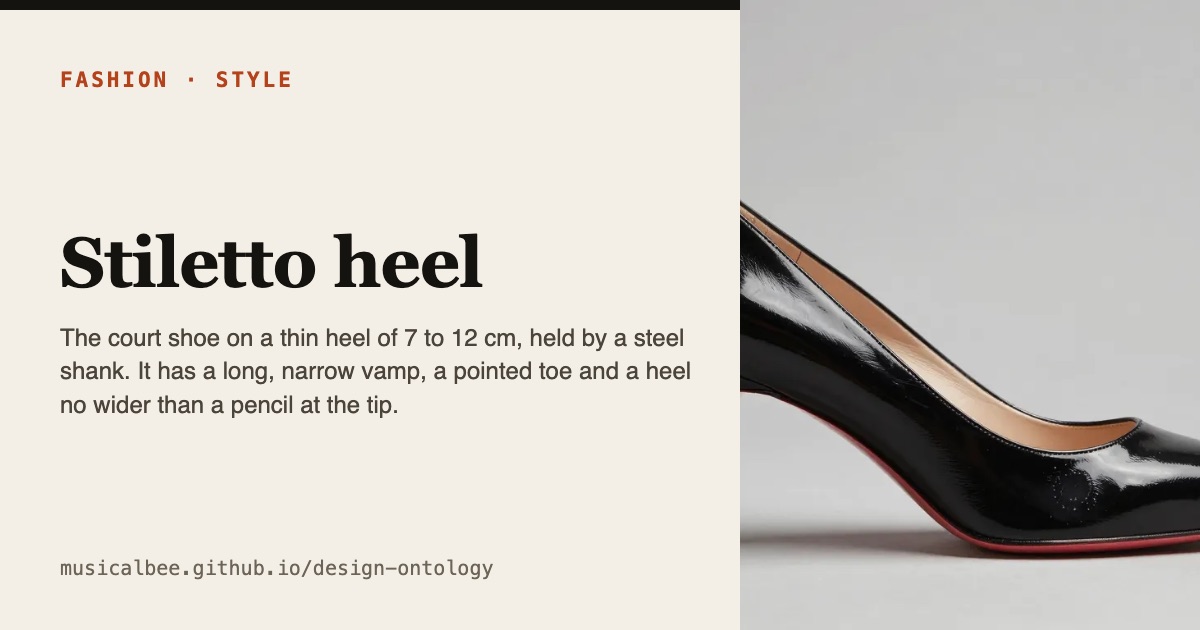 FASHION · STYLE
Stiletto heel
The court shoe on a thin heel of 7 to 12 cm, held by a steel
shank. It has a long, narrow vamp, a pointed toe and a heel
no wider than a pencil at the tip.
musicalbee.github.io/design-ontology